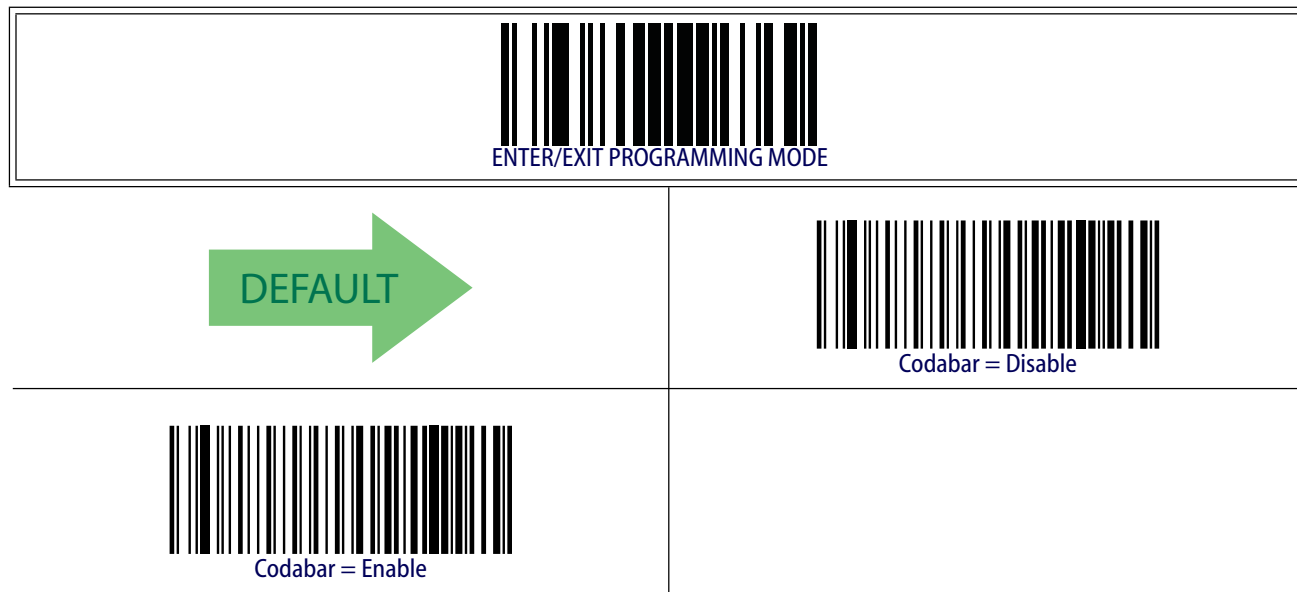 ENTER/EXIT PROGRAMMING MODE
DEFAULT
Codabar = Disable
Codabar = Enable